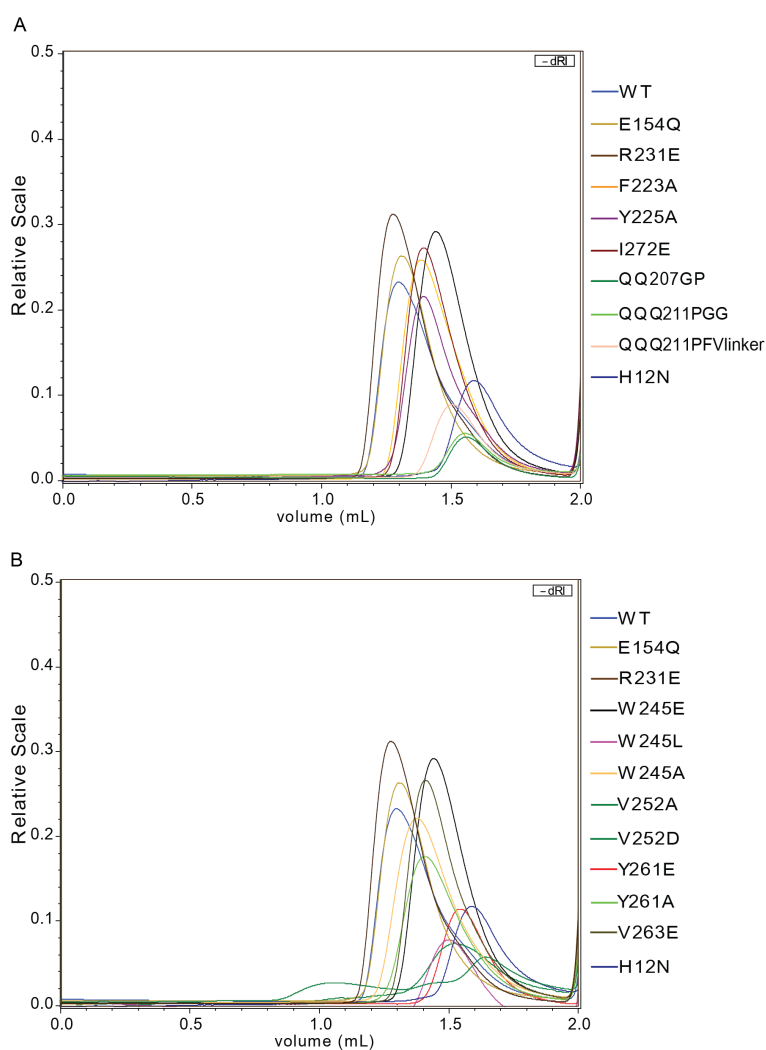 A
0.5
– dRI
0.4
0.3
0.2
0.1
0.0
Relative Scale
0.0 0.5 1.0 1.5 2.0
volume (mL)
WT
E154Q
R231E
F223A
Y225A
I272E
QQ207GP
QQQ211PGG
QQQ211PFVlinker
H12N
B
0.5
– dRI
0.4
0.3
0.2
0.1
0.0
Relative Scale
0.0 0.5 1.0 1.5 2.0
volume (mL)
WT
E154Q
R231E
W245E
W245L
W245A
V252A
V252D
Y261E
Y261A
V263E
H12N